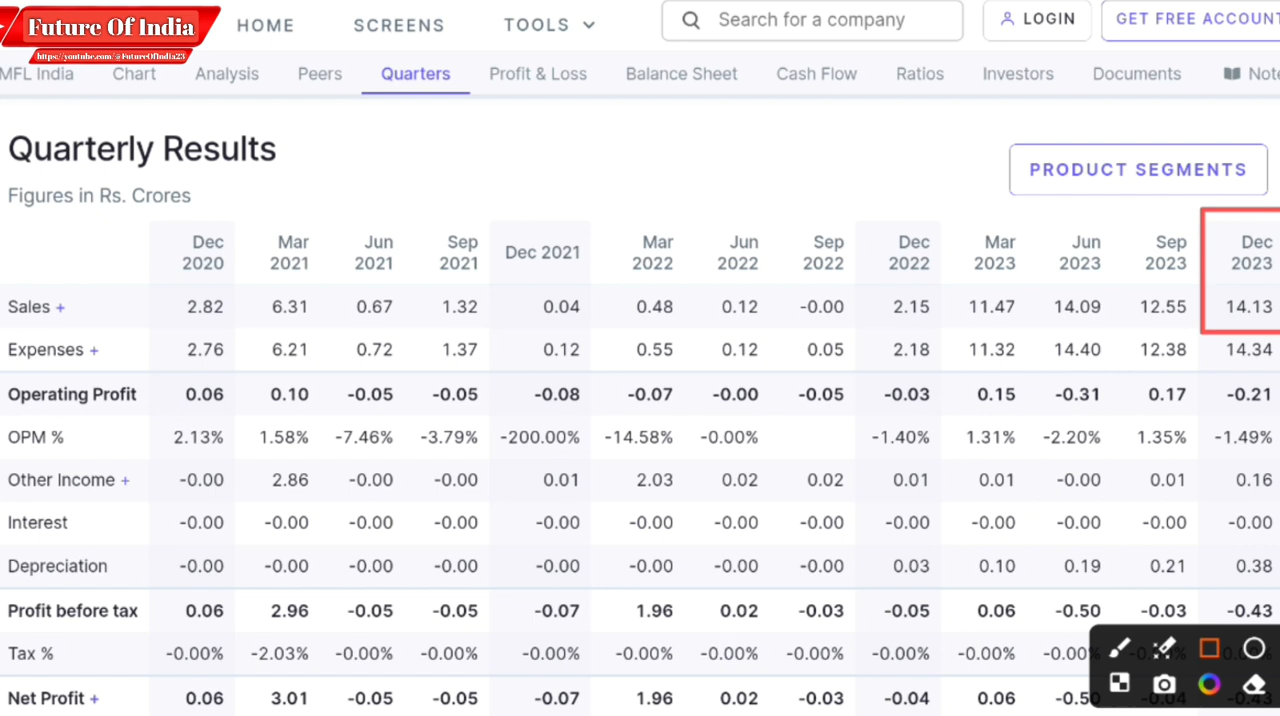 Future Of India
https://youtube.com/@FutureOfIndia23
HOME SCREENS TOOLS Search for a company LOGIN GET FREE ACCOUNT
MFL India Chart Analysis Peers Quarters Profit & Loss Balance Sheet Cash Flow Ratios Investors Documents
Quarterly Results
Figures in Rs. Crores
PRODUCT SEGMENTS
Dec 2020 Mar 2021 Jun 2021 Sep 2021 Dec 2021 Mar 2022 Jun 2022 Sep 2022 Dec 2022 Mar 2023 Jun 2023 Sep 2023 Dec 2023
Sales + 2.82 6.31 0.67 1.32 0.04 0.48 0.12 -0.00 2.15 11.47 14.09 12.55 14.13
Expenses + 2.76 6.21 0.72 1.37 0.12 0.55 0.12 0.05 2.18 11.32 14.40 12.38 14.34
Operating Profit 0.06 0.10 -0.05 -0.05 -0.08 -0.07 -0.00 -0.05 -0.03 0.15 -0.31 0.17 -0.21
OPM % 2.13% 1.58% -7.46% -3.79% -200.00% -14.58% -0.00% -1.40% 1.31% -2.20% 1.35% -1.49%
Other Income + -0.00 2.86 -0.00 -0.00 0.01 2.03 0.02 0.02 0.01 0.01 -0.00 0.01 0.16
Interest -0.00 -0.00 -0.00 -0.00 -0.00 -0.00 -0.00 -0.00 -0.00 -0.00 -0.00 -0.00 -0.00
Depreciation -0.00 -0.00 -0.00 -0.00 -0.00 -0.00 -0.00 -0.00 0.03 0.10 0.19 0.21 0.38
Profit before tax 0.06 2.96 -0.05 -0.05 -0.07 1.96 0.02 -0.03 -0.05 0.06 -0.50 -0.03 -0.43
Tax % -0.00% -2.03% -0.00% -0.00% -0.00% -0.00% -0.00% -0.00% -0.00% -0.00%
Net Profit + 0.06 3.01 -0.05 -0.05 -0.07 1.96 0.02 -0.03 -0.04 0.06 -0.50 -0.04 -0.43